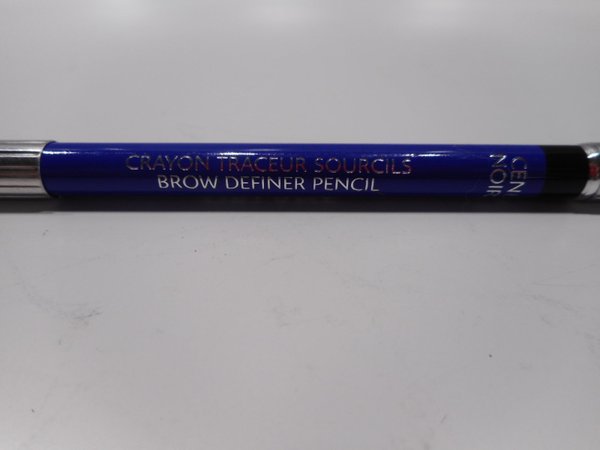 CRAYON TRACEUR SOURCILS
BROW DEFINER PENCIL
CEN
NOIR